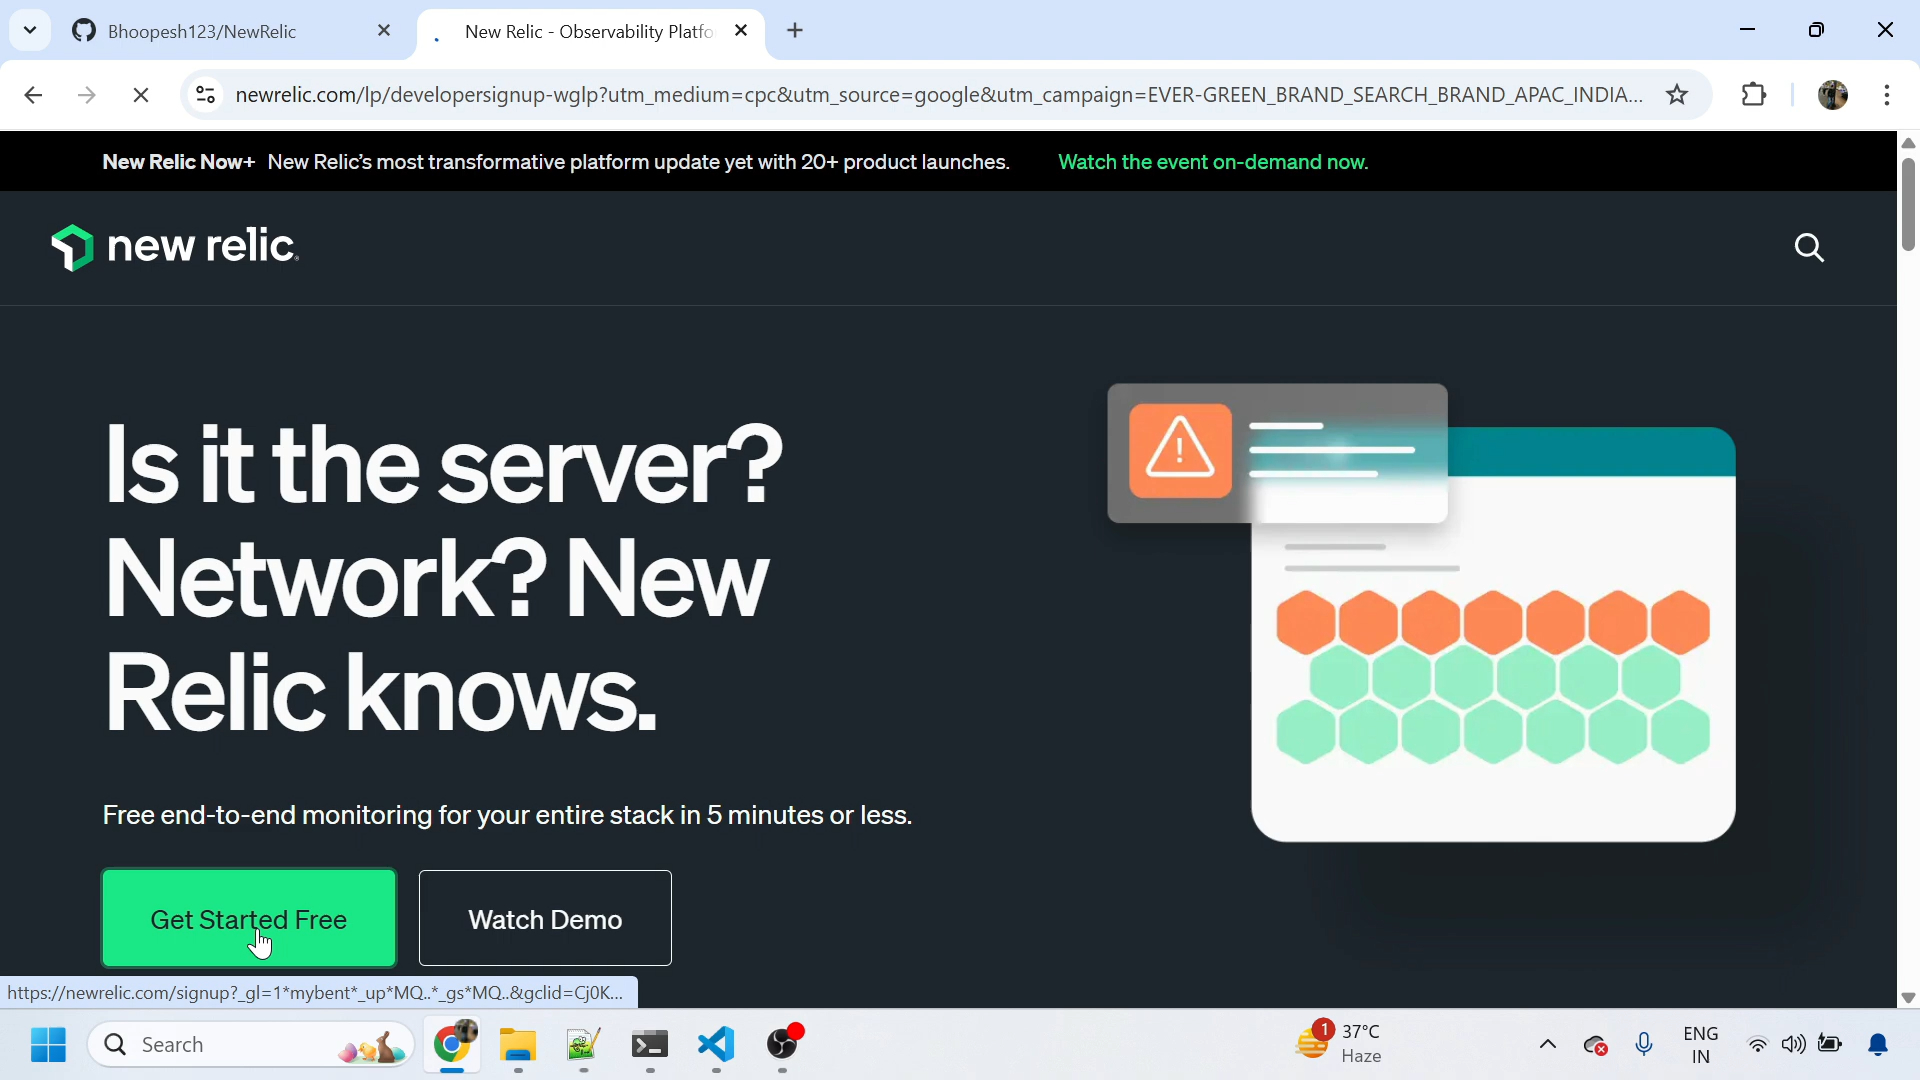 Bhoopesh123/NewRelic
New Relic - Observability Platfo
newrelic.com/lp/developersignup-wglp?utm_medium=cpc&utm_source=google&utm_campaign=EVER-GREEN_BRAND_SEARCH_BRAND_APAC_INDIA...
New Relic Now+ New Relic's most transformative platform update yet with 20+ product launches. Watch the event on-demand now.
new relic.
Is it the server?
Network? New
Relic knows.
Free end-to-end monitoring for your entire stack in 5 minutes or less.
Get Started Free
Watch Demo
https://newrelic.com/signup?_gl=1*mybent*_up*MQ..*_gs*MQ..&gclid=Cj0K...
Search
1
37°C
Haze
ENG
IN